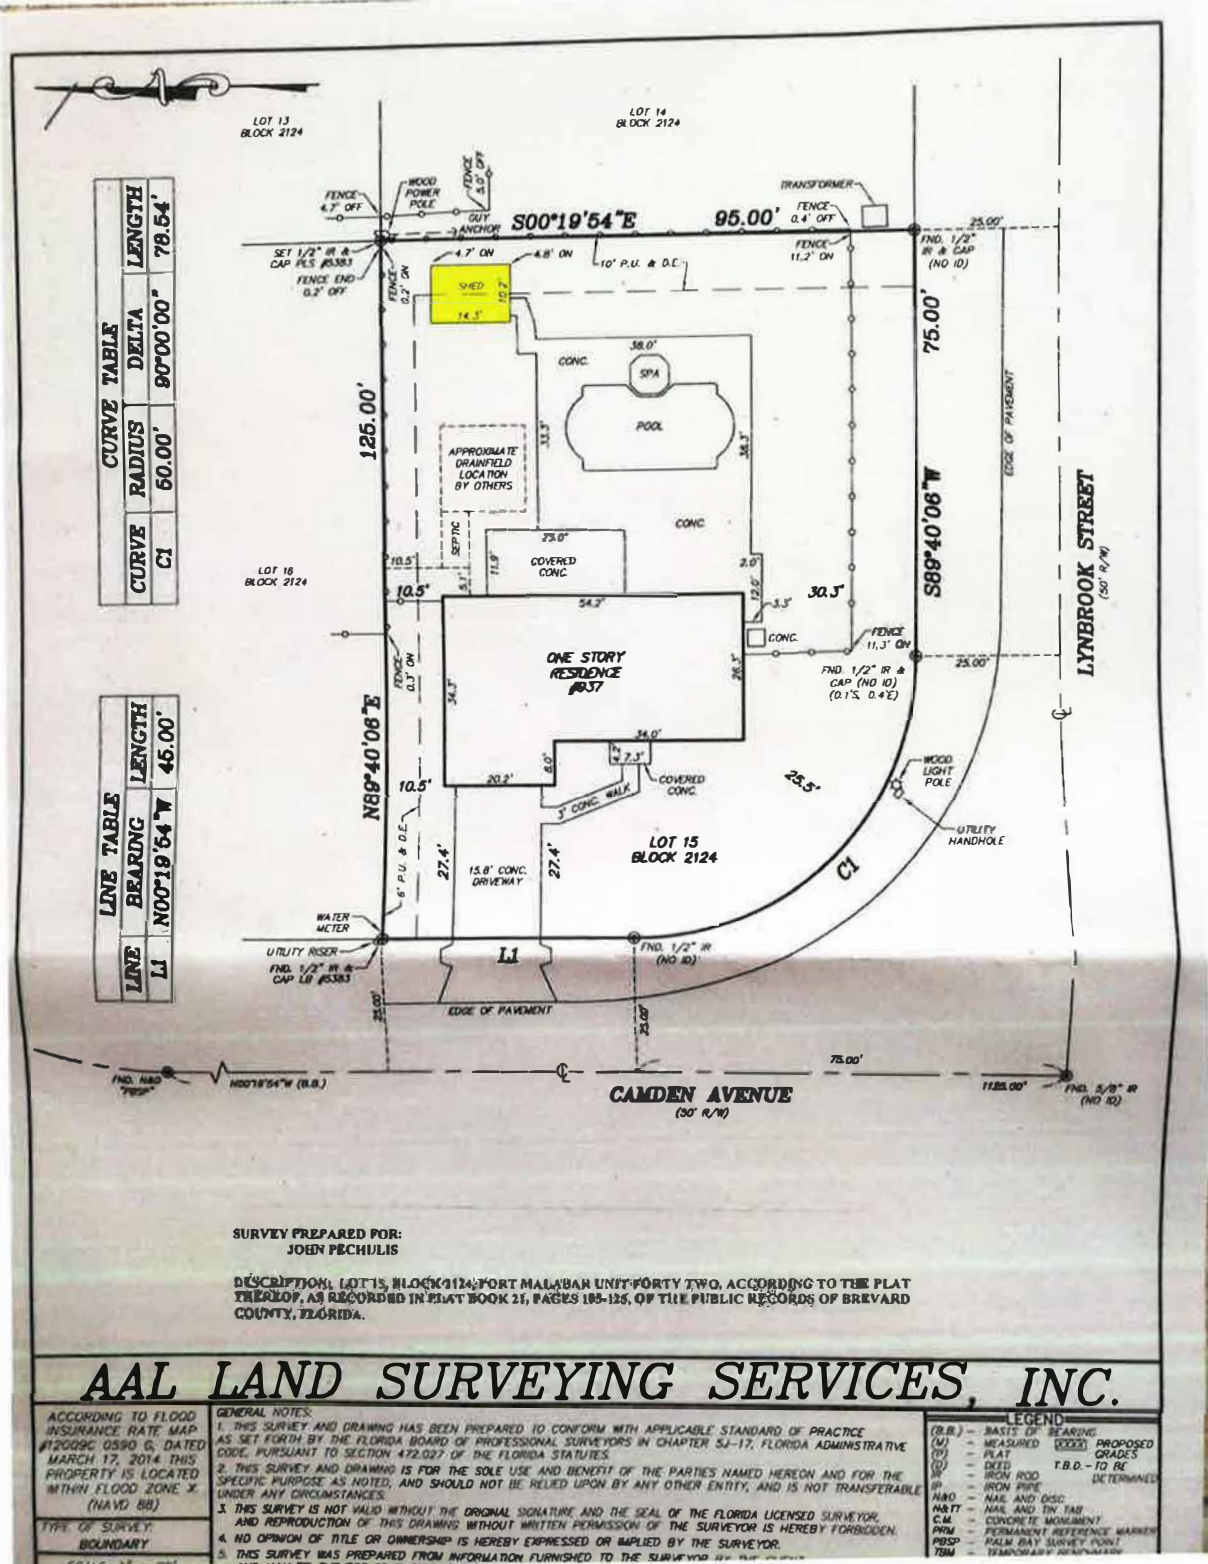 LOT 13
BLOCK 2124
LOT 14
BLOCK 2124
CURVE TABLE
CURVE RADIUS DELTA LENGTH
C1 50.00' 90°00'00" 78.54'
LINE TABLE
LINE BEARING LENGTH
L1 N00°19'54"W 45.00'
FENCE
4.7' OFF
WOOD
POWER
POLE
FENCE
5.0' OFF
GUY
ANCHOR
S00°19'54"E 95.00'
TRANSFORMER
FENCE
0.4' OFF
25.00'
FENCE
11.2' ON
FND. 1/2"
IR & CAP
(NO ID)
SET 1/2" IR &
CAP PLS #5383
FENCE END
0.2' OFF
FENCE
0.2' ON
4.7' ON
4.8' ON
10' P.U. & D.E.
SHED
10.2'
14.3'
75.00'
125.00'
38.0'
CONC.
SPA
POOL
33.3'
38.3'
EDGE OF PAVEMENT
APPROXIMATE
DRAINFIELD
LOCATION
BY OTHERS
SEPTIC
CONC.
S89°40'06"W
LYNBROOK STREET
(50' R/W)
LOT 16
BLOCK 2124
10.5'
10.5'
5.1'
11.9'
COVERED
CONC.
2.0'
12.0'
3.3'
30.3'
54.2'
CONC.
FENCE
11.3' ON
ONE STORY
RESIDENCE
#937
FND. 1/2" IR &
CAP (NO ID)
(0.1'S, 0.4'E)
25.00'
FENCE
0.3' ON
34.3'
26.3'
N89°40'06"E
34.0'
8.0'
4.2'
7.3'
20.2'
10.5'
COVERED
CONC.
3' CONC. WALK
25.5'
WOOD
LIGHT
POLE
UTILITY
HANDHOLE
LOT 15
BLOCK 2124
C1
6' P.U. & D.E.
27.4'
27.4'
15.8' CONC.
DRIVEWAY
WATER
METER
UTILITY RISER
FND. 1/2" IR &
CAP LB #5383
L1
FND. 1/2" IR
(NO ID)
25.00'
25.00'
EDGE OF PAVEMENT
FND. N&D
"PBSP"
N00°19'54"W (B.B.)
75.00'
1125.00'
FND. 5/8" IR
(NO ID)
CAMDEN AVENUE
(50' R/W)
SURVEY PREPARED FOR:
JOHN PECHULIS
DESCRIPTION: LOT 15, BLOCK 2124, PORT MALABAR UNIT FORTY TWO, ACCORDING TO THE PLAT
THEREOF, AS RECORDED IN PLAT BOOK 21, PAGES 105-125, OF THE PUBLIC RECORDS OF BREVARD
COUNTY, FLORIDA.
AAL LAND SURVEYING SERVICES, INC.
ACCORDING TO FLOOD
INSURANCE RATE MAP
#12009C 0590 G, DATED
MARCH 17, 2014 THIS
PROPERTY IS LOCATED
WITHIN FLOOD ZONE X.
(NAVD 88)
TYPE OF SURVEY:
BOUNDARY
GENERAL NOTES:
1. THIS SURVEY AND DRAWING HAS BEEN PREPARED TO CONFORM WITH APPLICABLE STANDARD OF PRACTICE
AS SET FORTH BY THE FLORIDA BOARD OF PROFESSIONAL SURVEYORS IN CHAPTER 5J-17, FLORIDA ADMINISTRATIVE
CODE, PURSUANT TO SECTION 472.027 OF THE FLORIDA STATUTES.
2. THIS SURVEY AND DRAWING IS FOR THE SOLE USE AND BENEFIT OF THE PARTIES NAMED HEREON AND FOR THE
SPECIFIC PURPOSE AS NOTED, AND SHOULD NOT BE RELIED UPON BY ANY OTHER ENTITY, AND IS NOT TRANSFERABLE
UNDER ANY CIRCUMSTANCES.
3. THIS SURVEY IS NOT VALID WITHOUT THE ORIGINAL SIGNATURE AND THE SEAL OF THE FLORIDA LICENSED SURVEYOR,
AND REPRODUCTION OF THIS DRAWING WITHOUT WRITTEN PERMISSION OF THE SURVEYOR IS HEREBY FORBIDDEN.
4. NO OPINION OF TITLE OR OWNERSHIP IS HEREBY EXPRESSED OR IMPLIED BY THE SURVEYOR.
5. THIS SURVEY WAS PREPARED FROM INFORMATION FURNISHED TO THE SURVEYOR BY THE CLIENT
LEGEND
(B.B.) - BASIS OF BEARING
(M) - MEASURED
(P) - PLAT
(D) - DEED
PROPOSED
GRADES
T.B.D. - TO BE
DETERMINED
IR - IRON ROD
IP - IRON PIPE
N&D - NAIL AND DISC
N&TT - NAIL AND TIN TAB
C.M. - CONCRETE MONUMENT
PRM - PERMANENT REFERENCE MARKER
PBSP - PALM BAY SURVEY POINT
TBM - TEMPORARY BENCHMARK